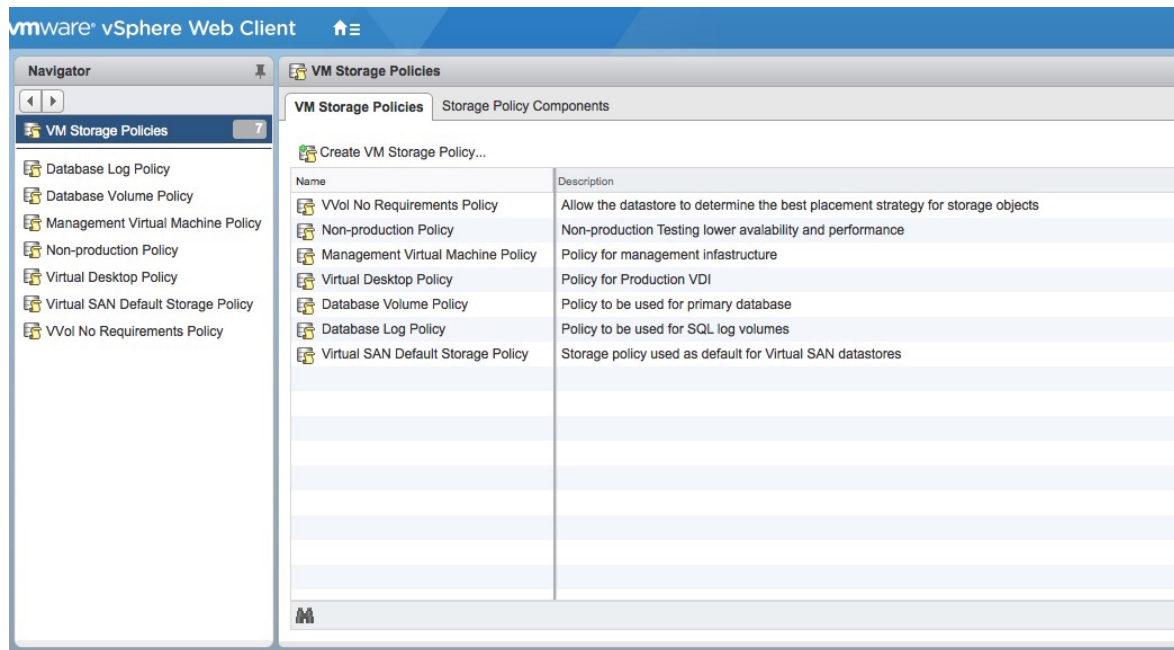 vmware® vSphere Web Client
Navigator
VM Storage Policies 7
Database Log Policy
Database Volume Policy
Management Virtual Machine Policy
Non-production Policy
Virtual Desktop Policy
Virtual SAN Default Storage Policy
VVol No Requirements Policy
VM Storage Policies
VM Storage Policies Storage Policy Components
Create VM Storage Policy...
Name Description
VVol No Requirements Policy Allow the datastore to determine the best placement strategy for storage objects
Non-production Policy Non-production Testing lower avalability and performance
Management Virtual Machine Policy Policy for management infastructure
Virtual Desktop Policy Policy for Production VDI
Database Volume Policy Policy to be used for primary database
Database Log Policy Policy to be used for SQL log volumes
Virtual SAN Default Storage Policy Storage policy used as default for Virtual SAN datastores